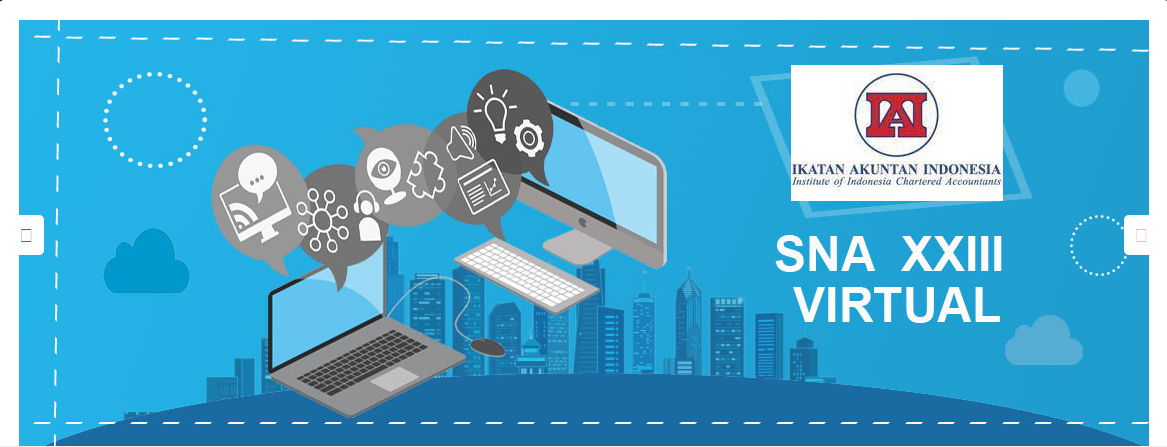 IAI
IKATAN AKUNTAN INDONESIA
Institute of Indonesia Chartered Accountants
SNA XXIII
VIRTUAL